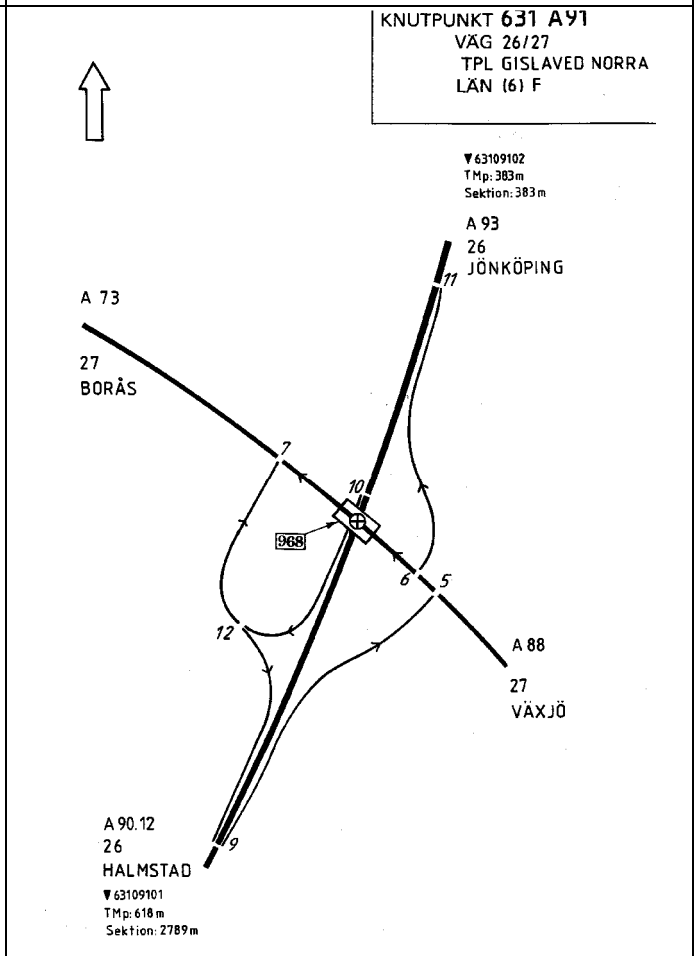 KNUTPUNKT 631 A91
VÄG 26/27
TPL GISLAVED NORRA
LÄN (6) F
▼63109102
TMp: 383m
Sektion: 383m
A 93
26
JÖNKÖPING
11
A 73
27
BORÅS
7
10
968
6
5
12
A 88
27
VÄXJÖ
A 90.12
26
HALMSTAD
9
▼63109101
TMp: 618m
Sektion: 2789m